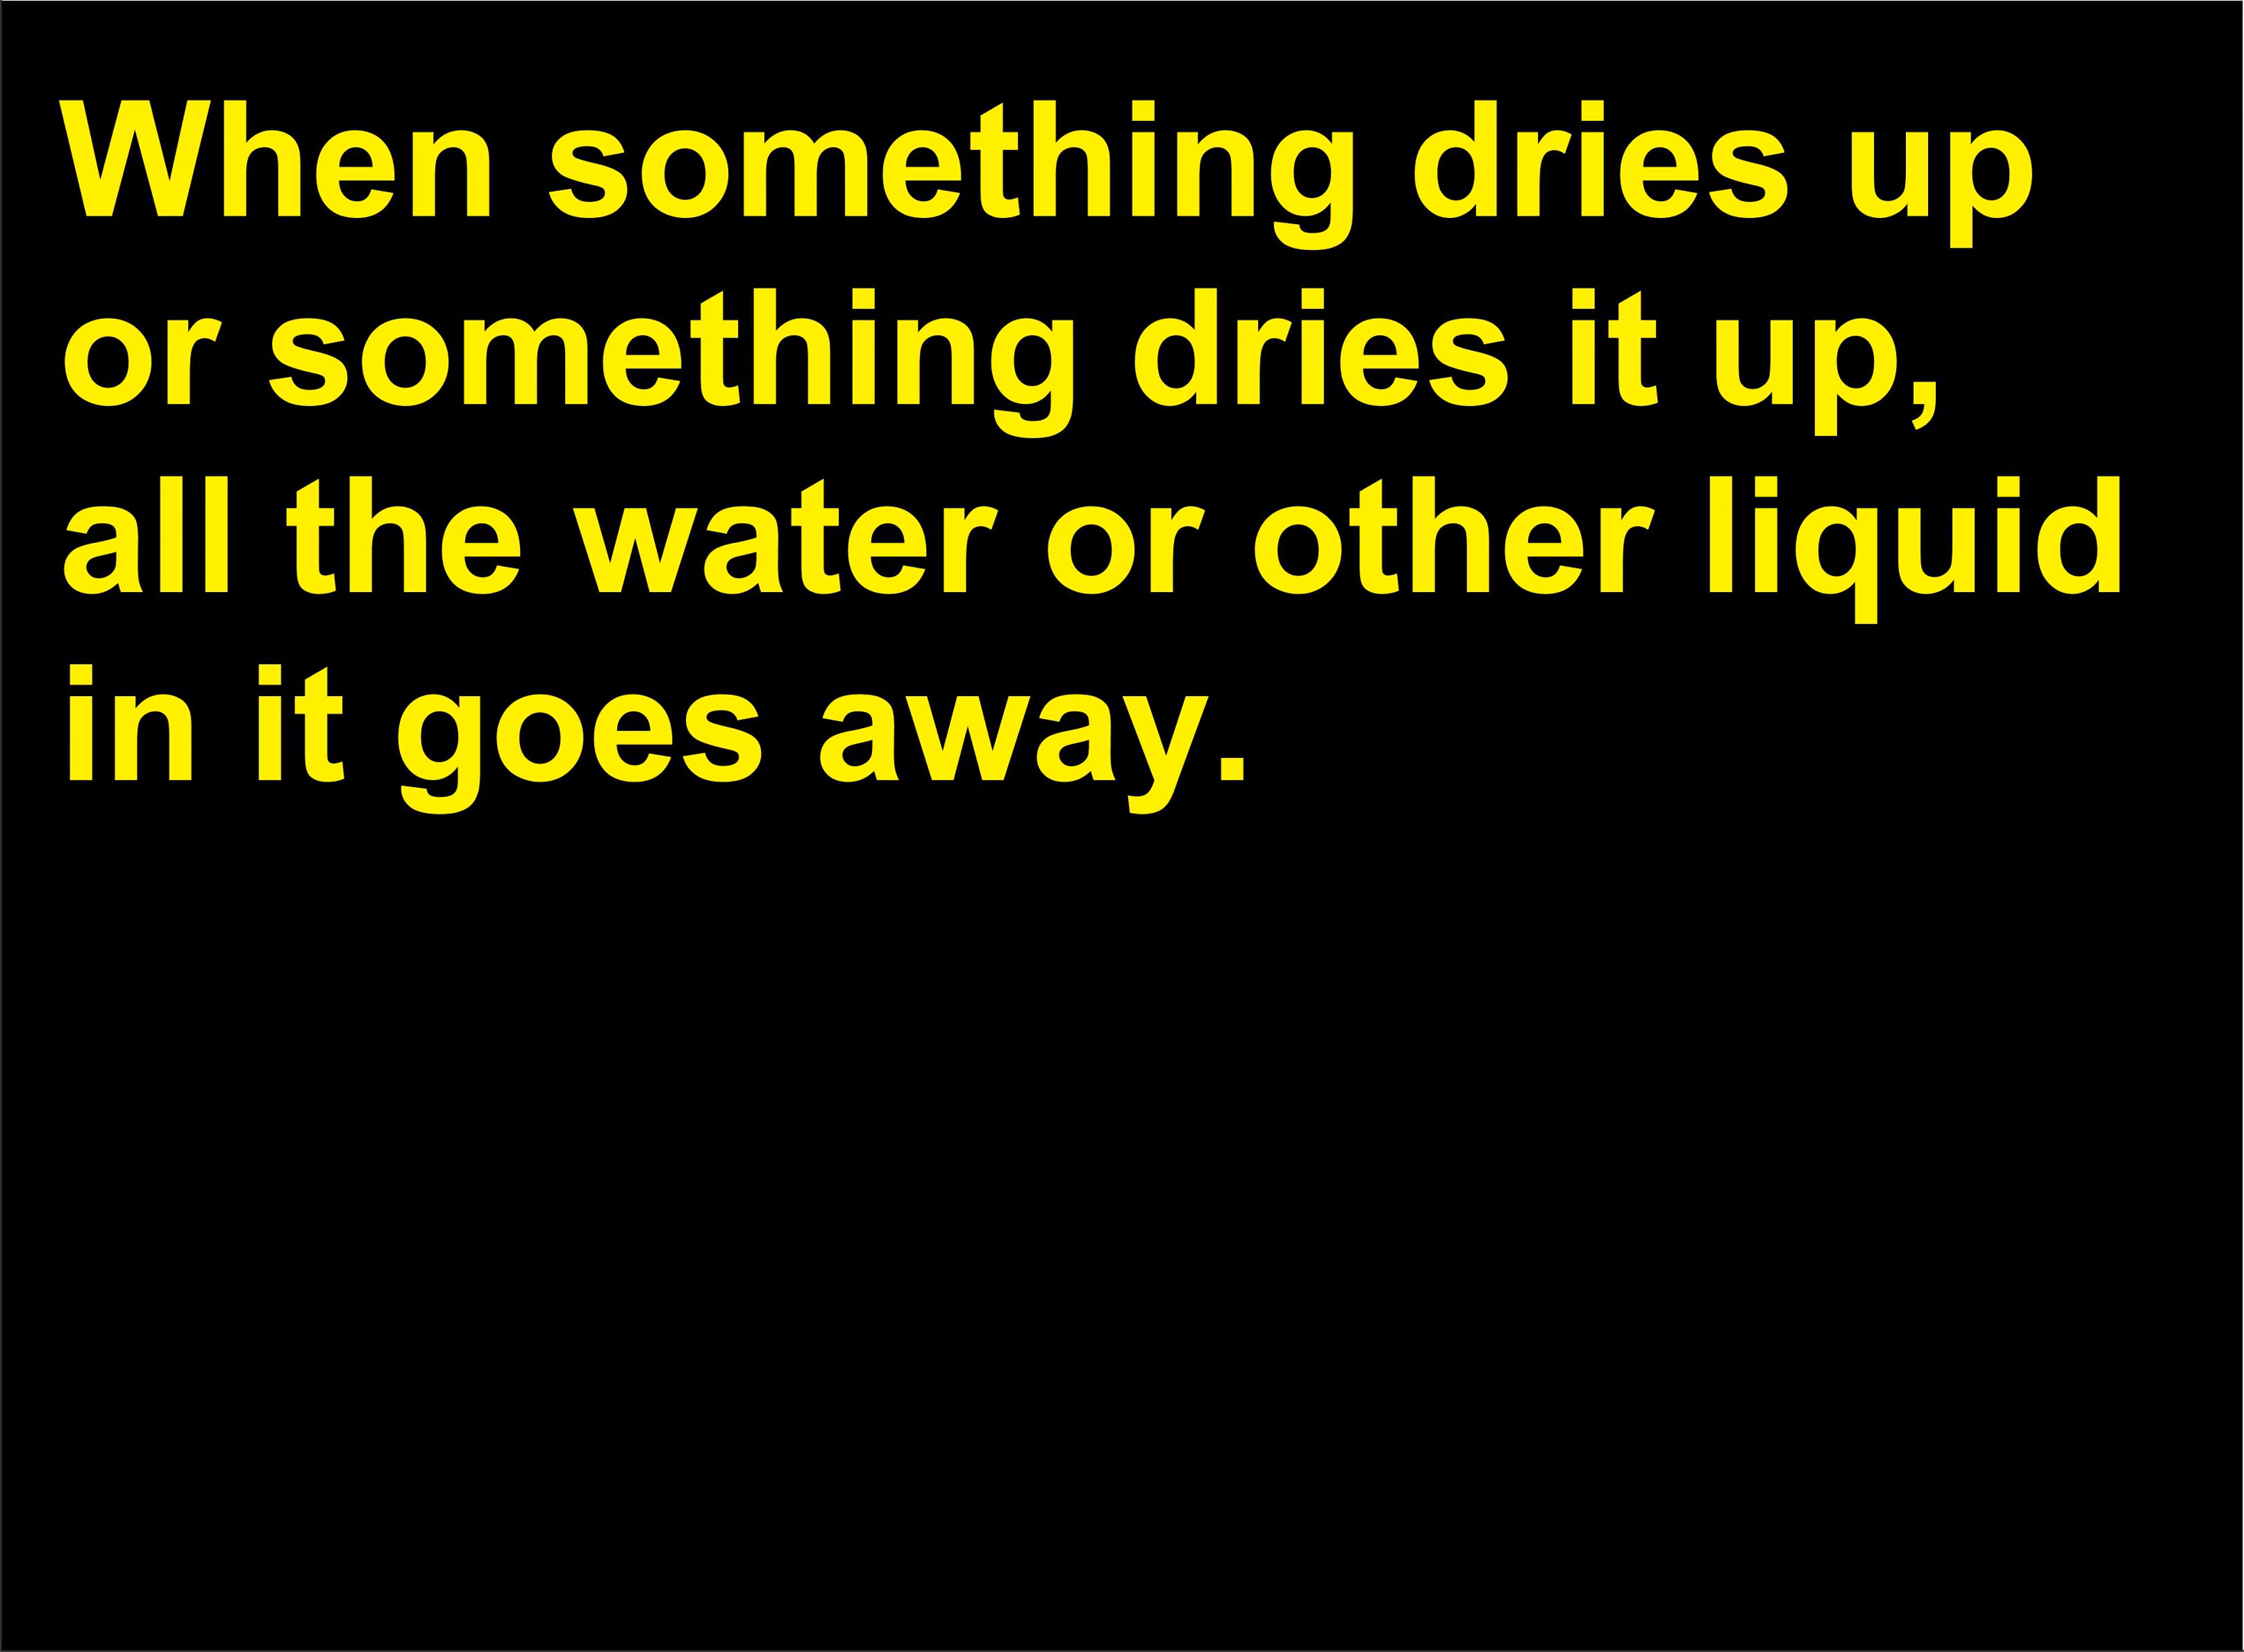 When something dries up
or something dries it up,
all the water or other liquid
in it goes away.